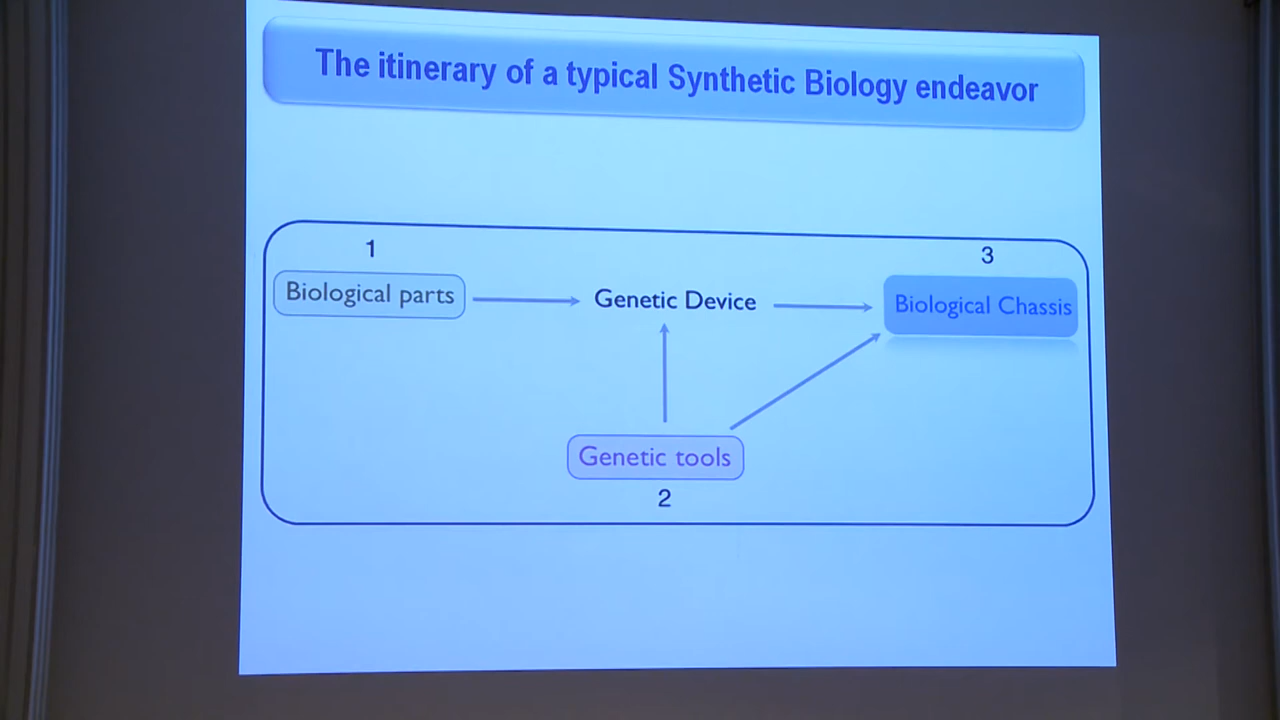 The itinerary of a typical Synthetic Biology endeavor
1
3
Biological parts
Genetic Device
Biological Chassis
Genetic tools
2